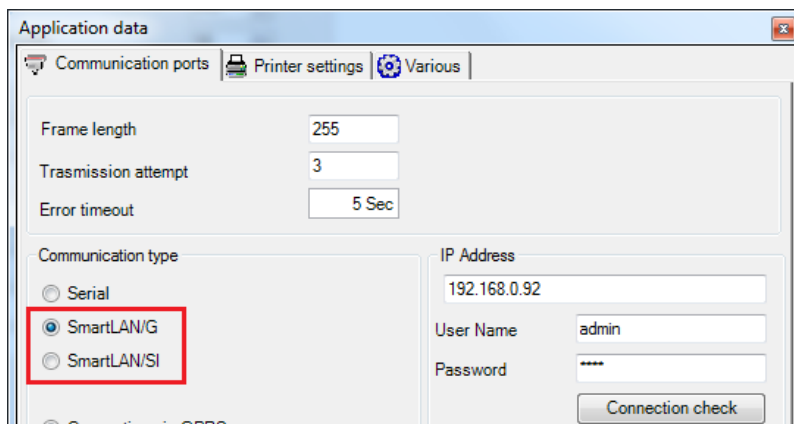 Application data
Communication ports Printer settings Various
Frame length 255
Trasmission attempt 3
Error timeout 5 Sec
Communication type
Serial
SmartLAN/G
SmartLAN/SI
IP Address
192.168.0.92
User Name admin
Password ****
Connection check